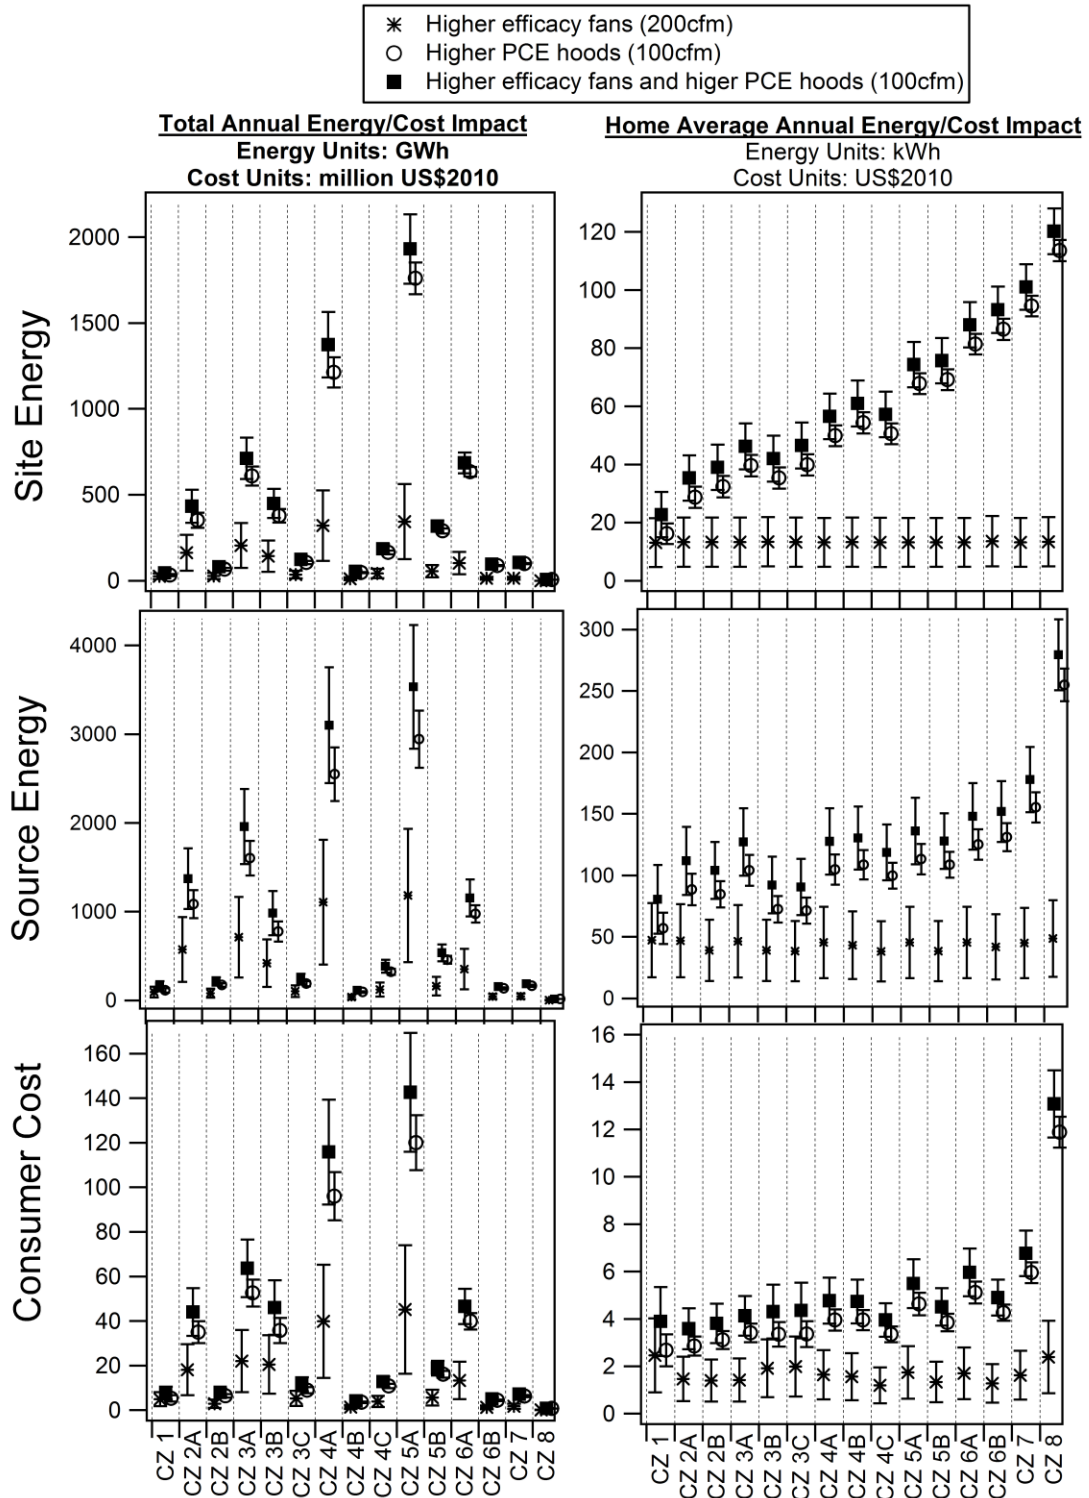 Higher efficacy fans (200cfm)
Higher PCE hoods (100cfm)
Higher efficacy fans and higer PCE hoods (100cfm)
Total Annual Energy/Cost Impact
Energy Units: GWh
Cost Units: million US$2010
Home Average Annual Energy/Cost Impact
Energy Units: kWh
Cost Units: US$2010
Site Energy
2000
1500
1000
500
0
120
100
80
60
40
20
0
Source Energy
4000
3000
2000
1000
0
300
250
200
150
100
50
0
Consumer Cost
160
140
120
100
80
60
40
20
0
16
14
12
10
8
6
4
2
0
CZ 1
CZ 2A
CZ 2B
CZ 3A
CZ 3B
CZ 3C
CZ 4A
CZ 4B
CZ 4C
CZ 5A
CZ 5B
CZ 6A
CZ 6B
CZ 7
CZ 8
CZ 1
CZ 2A
CZ 2B
CZ 3A
CZ 3B
CZ 3C
CZ 4A
CZ 4B
CZ 4C
CZ 5A
CZ 5B
CZ 6A
CZ 6B
CZ 7
CZ 8